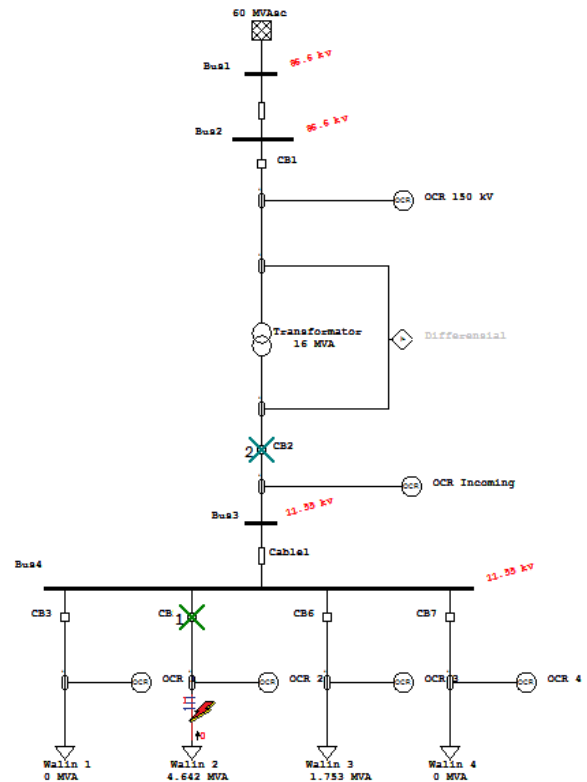 60 MVAsc
Bus1
86.6 kv
Bus2
86.6 kv
CB1
OCR
OCR 150 kV
Transformator
16 MVA
Differensial
2
CB2
OCR
OCR Incoming
Bus3
11.55 kv
Cable1
Bus4
11.55 kv
CB3
CB
1
CB6
CB7
OCR
OCR
OCR 2
OCR
OCR 3
OCR
OCR 4
Walin 1
0 MVA
Walin 2
4.642 MVA
Walin 3
1.753 MVA
Walin 4
0 MVA